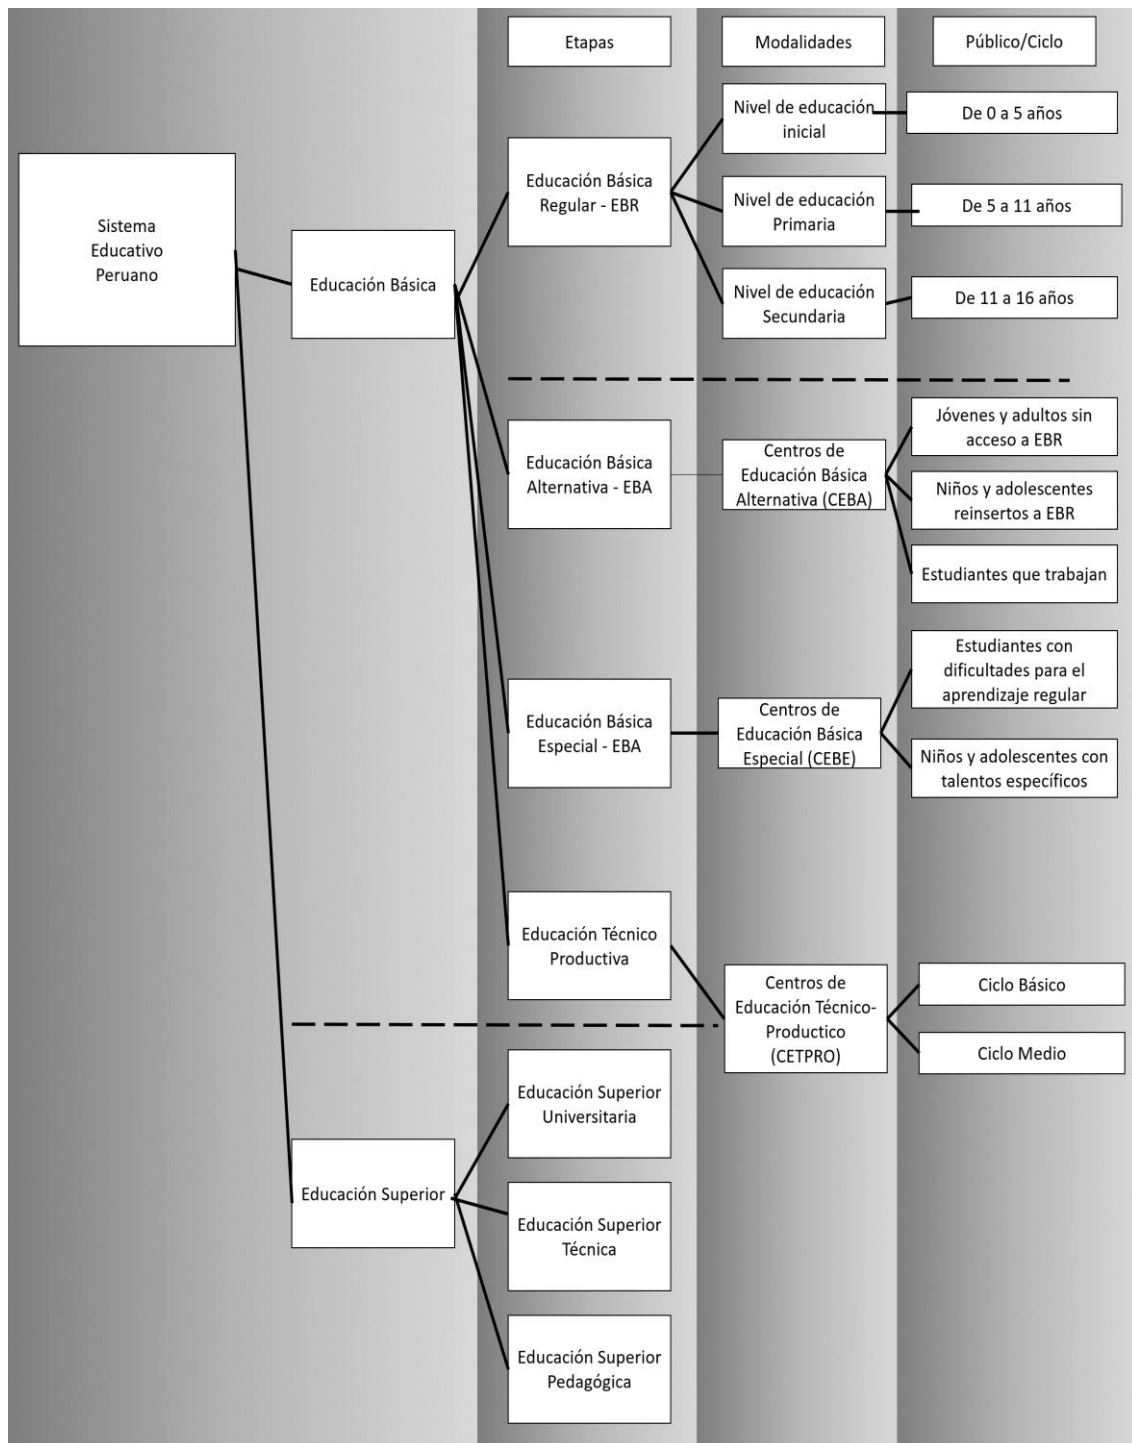 Etapas
Modalidades
Público/Ciclo
Sistema
Educativo
Peruano
Educación Básica
Educación Básica
Regular - EBR
Nivel de educación
inicial
De 0 a 5 años
Nivel de educación
Primaria
De 5 a 11 años
Nivel de educación
Secundaria
De 11 a 16 años
Educación Básica
Alternativa - EBA
Centros de
Educación Básica
Alternativa (CEBA)
Jóvenes y adultos sin
acceso a EBR
Niños y adolescentes
reinsertos a EBR
Estudiantes que trabajan
Educación Básica
Especial - EBA
Centros de
Educación Básica
Especial (CEBE)
Estudiantes con
dificultades para el
aprendizaje regular
Niños y adolescentes con
talentos específicos
Educación Técnico
Productiva
Centros de
Educación Técnico-
Productico
(CETPRO)
Ciclo Básico
Ciclo Medio
Educación Superior
Educación Superior
Universitaria
Educación Superior
Técnica
Educación Superior
Pedagógica